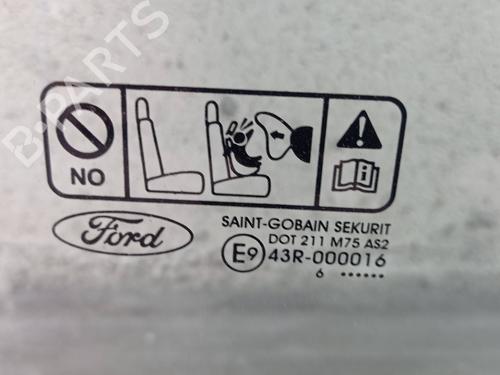 B-PARTS
NO
i
Ford
SAINT-GOBAIN SEKURIT
DOT 211 M75 AS2
E9 43R-000016
6 ••••••